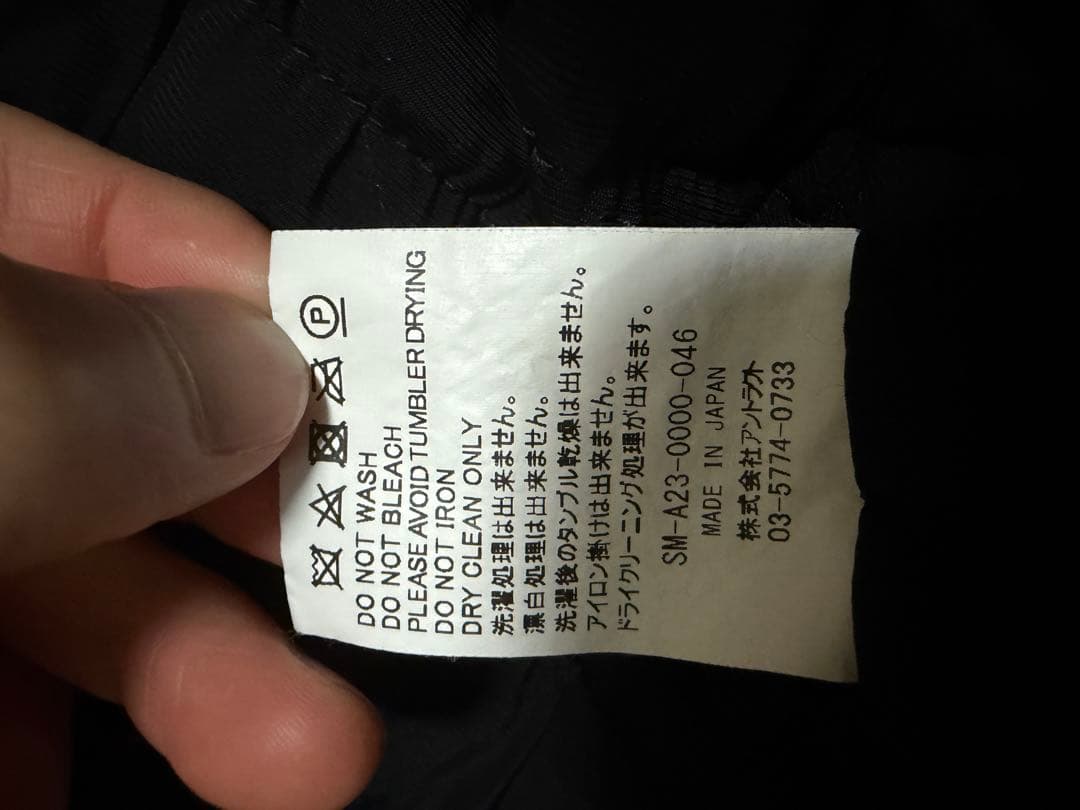 P
DO NOT WASH
DO NOT BLEACH
PLEASE AVOID TUMBLER DRYING
DO NOT IRON
DRY CLEAN ONLY
洗濯処理は出来ません。
漂白処理は出来ません。
洗濯後のタンブル乾燥は出来ません。
アイロン掛けは出来ません。
ドライクリーニング処理が出来ます。
SM-A23-0000-046
MADE IN JAPAN
株式会社アントラクト
03-5774-0733